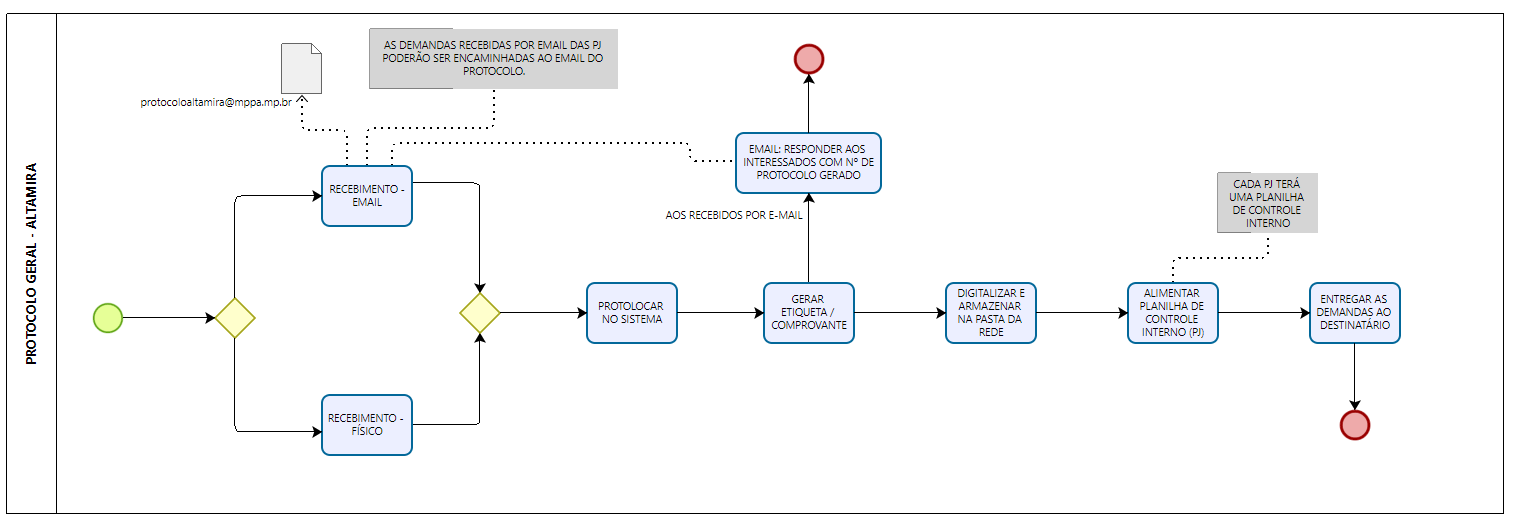 PROTOCOLO GERAL - ALTAMIRA
protocoloaltamira@mppa.mp.br
AS DEMANDAS RECEBIDAS POR EMAIL DAS PJ
PODERÃO SER ENCAMINHADAS AO EMAIL DO
PROTOCOLO.
RECEBIMENTO -
EMAIL
RECEBIMENTO -
FÍSICO
PROTOLOCAR
NO SISTEMA
GERAR
ETIQUETA /
COMPROVANTE
AOS RECEBIDOS POR E-MAIL
EMAIL: RESPONDER AOS
INTERESSADOS COM Nº DE
PROTOCOLO GERADO
DIGITALIZAR E
ARMAZENAR
NA PASTA DA
REDE
ALIMENTAR
PLANILHA DE
CONTROLE
INTERNO (PJ)
CADA PJ TERÁ
UMA PLANILHA
DE CONTROLE
INTERNO
ENTREGAR AS
DEMANDAS AO
DESTINATÁRIO